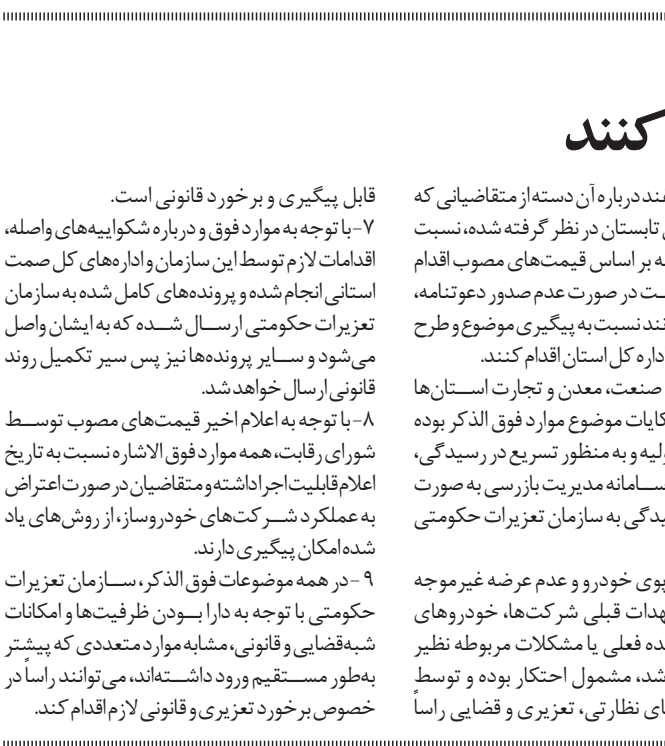 کنند
هند درباره آن دسته از متقاضیانی که
تابستان در نظر گرفته شده، نسبت
ه بر اساس قیمت‌های مصوب اقدام
ت در صورت عدم صدور دعوتنامه،
نند نسبت به پیگیری موضوع و طرح
داره کل استان اقدام کنند.
صنعت، معدن و تجارت استان‌ها
کایات موضوع موارد فوق الذکر بوده
ولیه و به منظور تسریع در رسیدگی،
سامانه مدیریت بازرسی به صورت
یدگی به سازمان تعزیرات حکومتی
پوی خودرو و عدم عرضه غیر موجه
هدات قبلی شرکت‌ها، خودروهای
ده فعلی یا مشکلات مربوطه نظیر
شد، مشمول احتکار بوده و توسط
ای نظارتی، تعزیری و قضایی راساً
قابل پیگیری و برخورد قانونی است.
۷-با توجه به موارد فوق و درباره شکواییه‌های واصله،
اقدامات لازم توسط این سازمان و اداره‌های کل صمت
استانی انجام شده و پرونده‌های کامل شده به سازمان
تعزیرات حکومتی ارسال شده که به ایشان واصل
می‌شود و سایر پرونده‌ها نیز پس سیر تکمیل روند
قانونی ارسال خواهد شد.
۸-با توجه به اعلام اخیر قیمت‌های مصوب توسط
شورای رقابت، همه موارد فوق الاشاره نسبت به تاریخ
اعلام قابلیت اجرا داشته و متقاضیان در صورت اعتراض
به عملکرد شرکت‌های خودروساز، از روش‌های یاد
شده امکان پیگیری دارند.
۹-در همه موضوعات فوق الذکر، سازمان تعزیرات
حکومتی با توجه به دارا بودن ظرفیت‌ها و امکانات
شبه‌قضایی و قانونی، مشابه موارد متعددی که پیشتر
به‌طور مستقیم ورود داشته‌اند، می‌توانند راساً در
خصوص برخورد تعزیری و قانونی لازم اقدام کند.